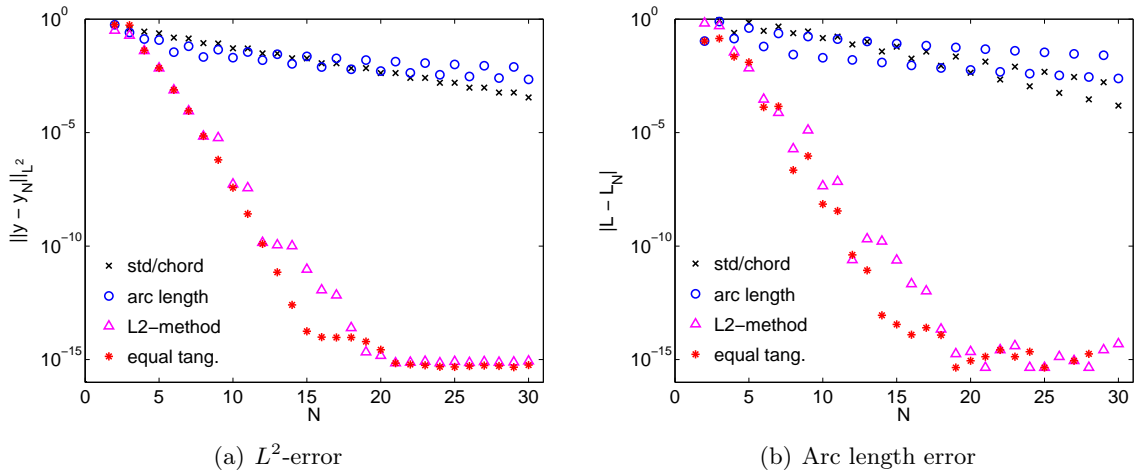 10^0
10^{-5}
10^{-10}
10^{-15}
||y − y_N||_{L^2}
× std/chord
○ arc length
△ L2−method
* equal tang.
0 5 10 15 20 25 30
N
(a) L^2-error
10^0
10^{-5}
10^{-10}
10^{-15}
|L − L_N|
× std/chord
○ arc length
△ L2−method
* equal tang.
0 5 10 15 20 25 30
N
(b) Arc length error